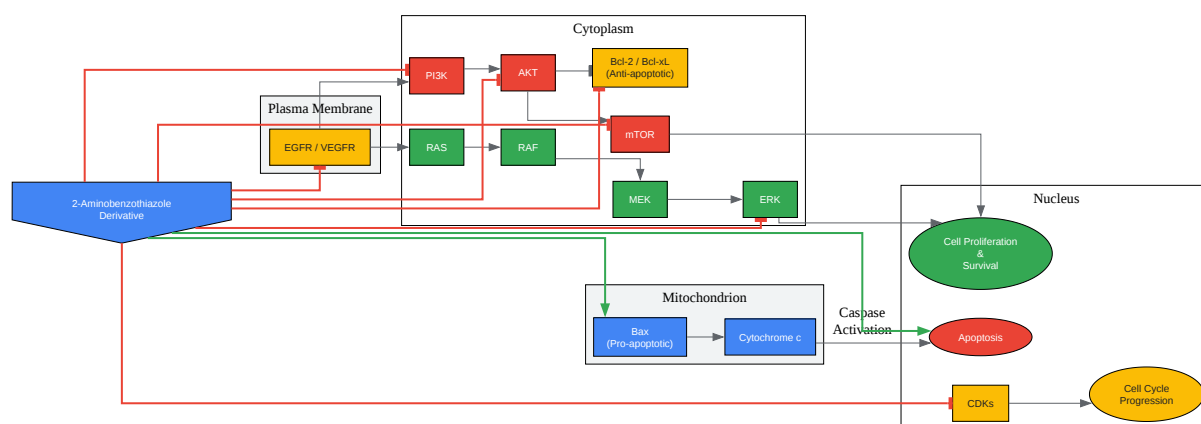 Cytoplasm
PI3K
AKT
Bcl-2 / Bcl-xL
(Anti-apoptotic)
Plasma Membrane
EGFR / VEGFR
RAS
RAF
mTOR
MEK
ERK
2-Aminobenzothiazole
Derivative
Nucleus
Cell Proliferation
&
Survival
Mitochondrion
Bax
(Pro-apoptotic)
Cytochrome c
Caspase
Activation
Apoptosis
CDKs
Cell Cycle
Progression